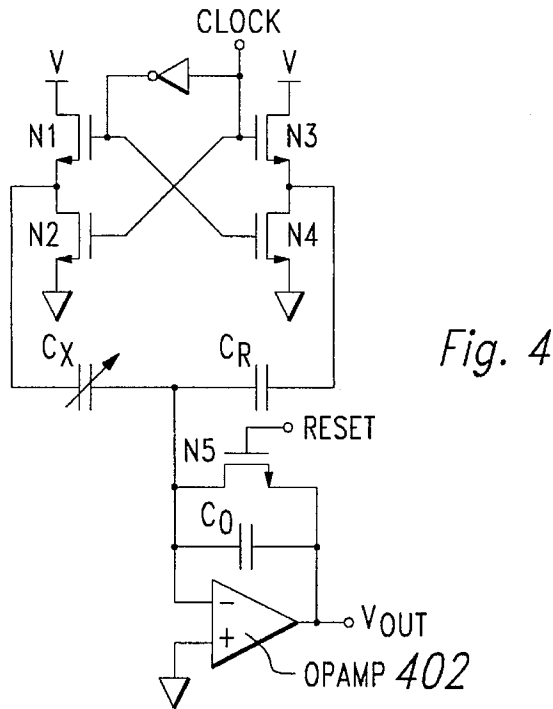 CLOCK
V
V
N1
N3
N2
N4
CX
CR
Fig. 4
RESET
N5
C0
−
+
VOUT
OPAMP 402